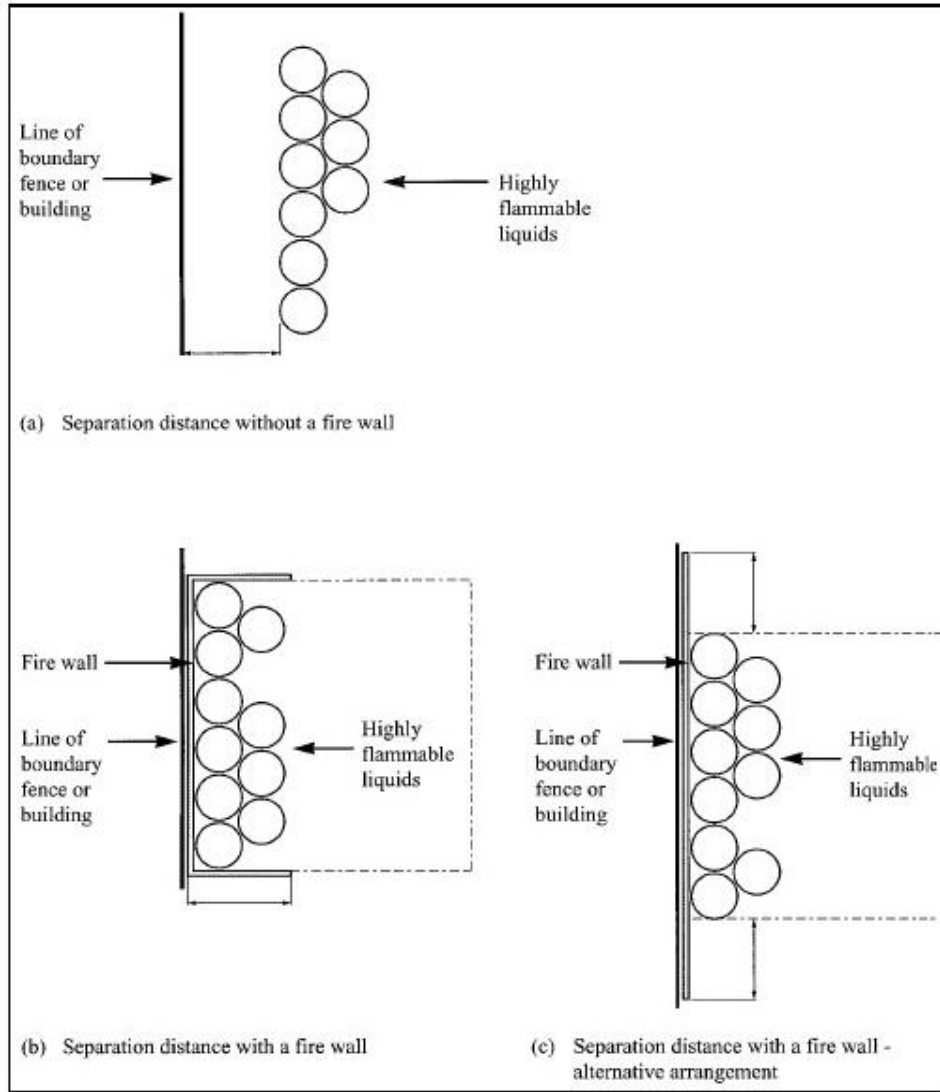 Line of
boundary
fence or
building
Highly
flammable
liquids
(a) Separation distance without a fire wall
Fire wall
Line of
boundary
fence or
building
Highly
flammable
liquids
(b) Separation distance with a fire wall
Fire wall
Line of
boundary
fence or
building
Highly
flammable
liquids
(c) Separation distance with a fire wall -
alternative arrangement